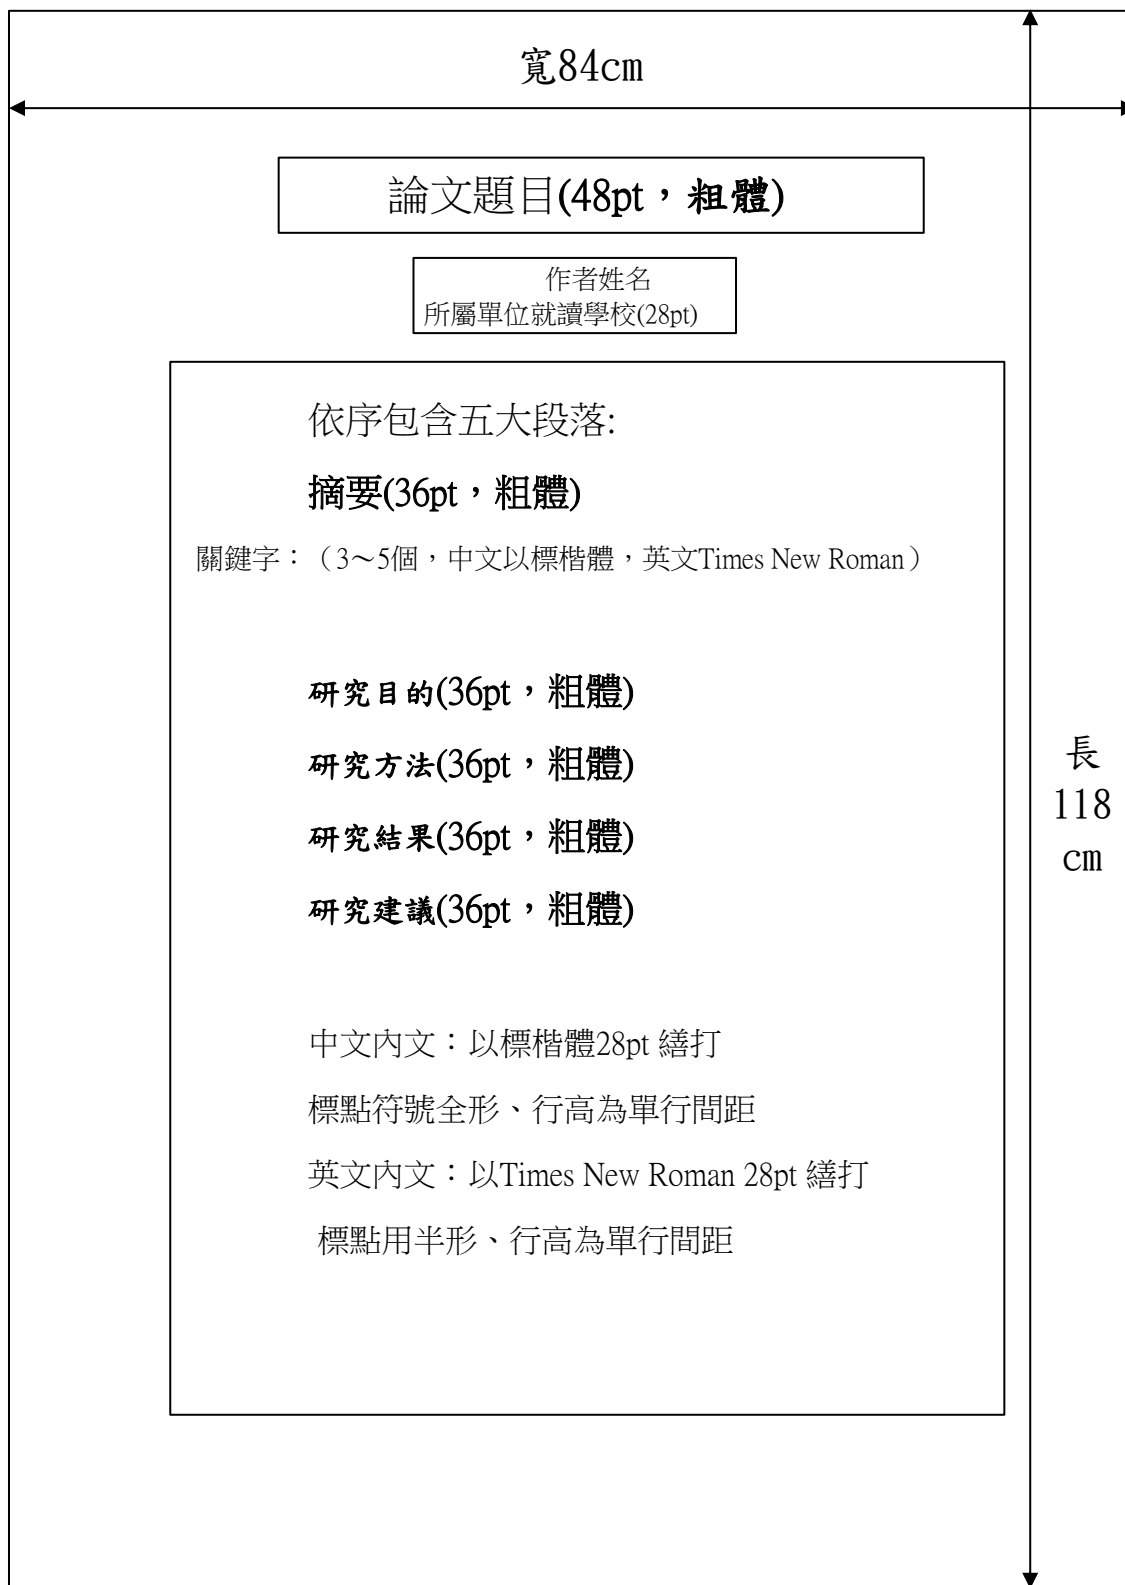 寬84cm
論文題目(48pt，粗體)
作者姓名
所屬單位就讀學校(28pt)
依序包含五大段落:
摘要(36pt，粗體)
關鍵字：（3～5個，中文以標楷體，英文Times New Roman）
研究目的(36pt，粗體)
研究方法(36pt，粗體)
研究結果(36pt，粗體)
研究建議(36pt，粗體)
中文內文：以標楷體28pt 繕打
標點符號全形、行高為單行間距
英文內文：以Times New Roman 28pt 繕打
標點用半形、行高為單行間距
長
118
cm